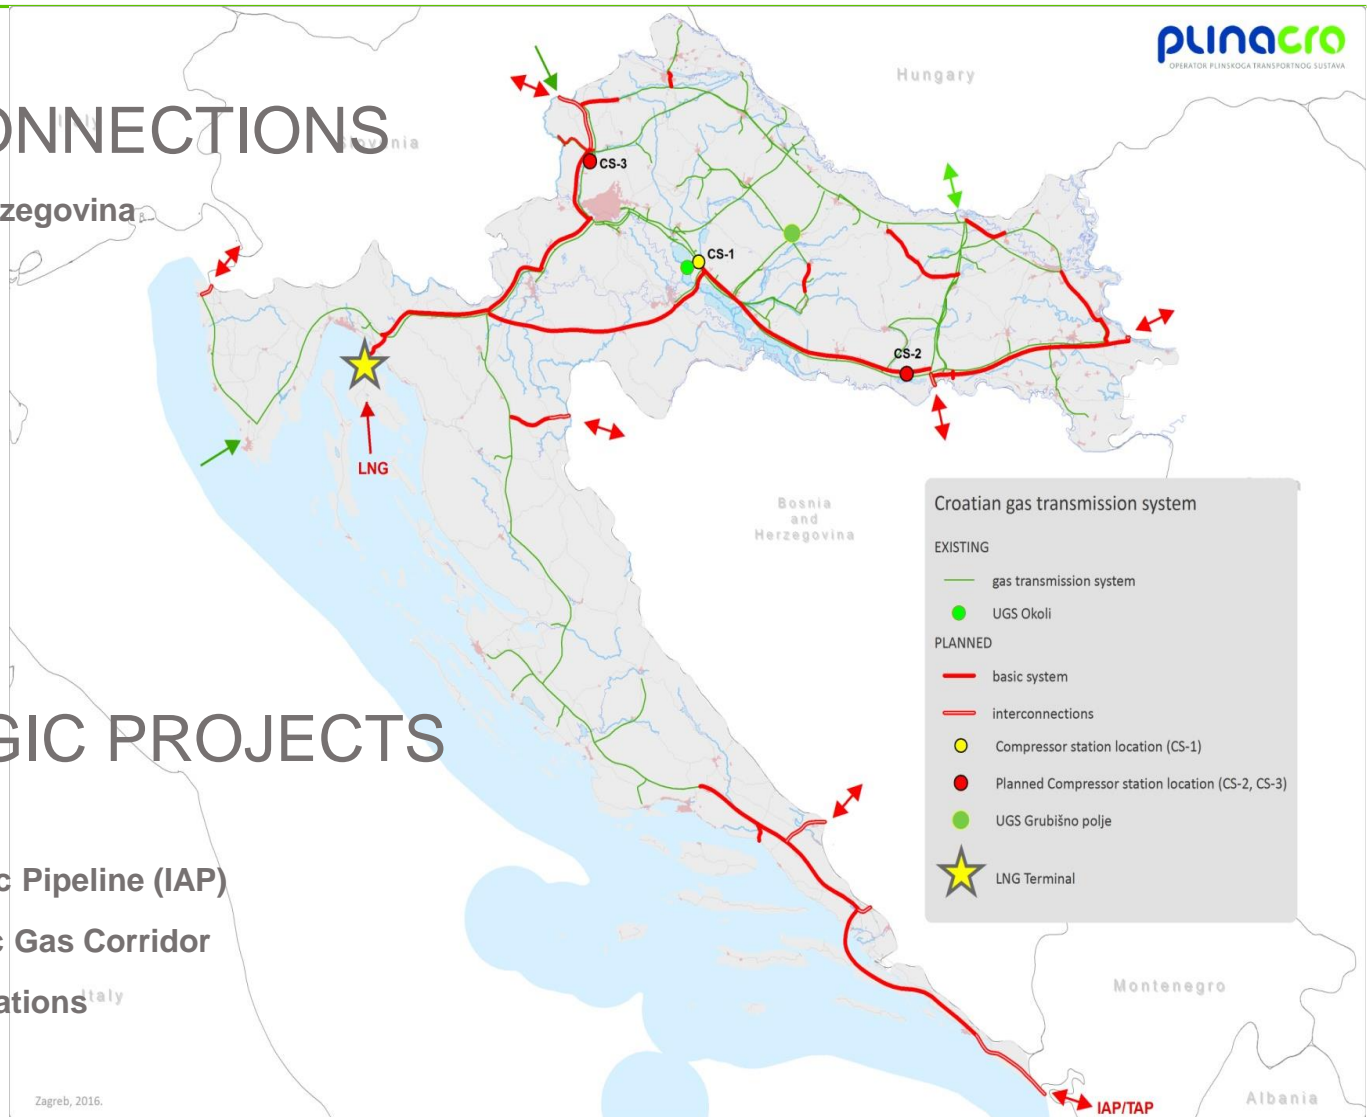 plinacro
OPERATOR PLINSKOGA TRANSPORTNOG SUSTAVA
Hungary
ONNECTIONS
Slovenia
zegovina
CS-3
CS-1
CS-2
LNG
Bosnia
and
Herzegovina
Croatian gas transmission system
EXISTING
gas transmission system
UGS Okoli
PLANNED
basic system
interconnections
Compressor station location (CS-1)
Planned Compressor station location (CS-2, CS-3)
UGS Grubišno polje
LNG Terminal
GIC PROJECTS
c Pipeline (IAP)
c Gas Corridor
ations
Italy
Montenegro
Albania
IAP/TAP
Zagreb, 2016.